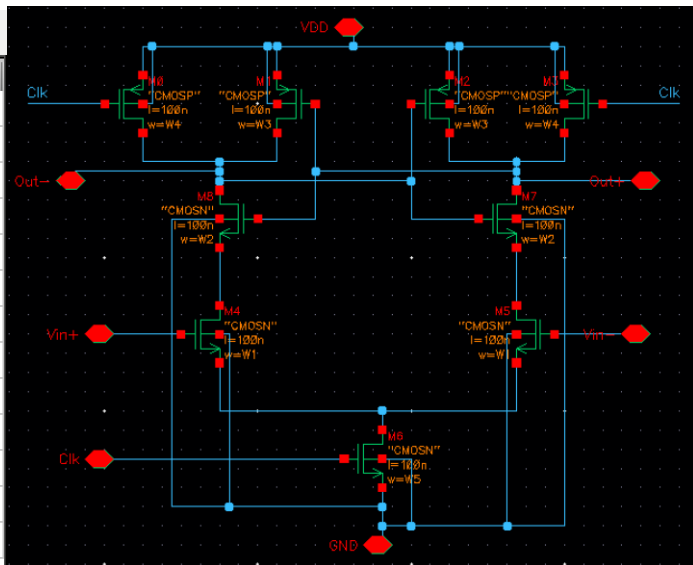 VDD
Clk
M0
"CMOSP"
l=100n
w=W4
M1
"CMOSP"
l=100n
w=W3
M2
"CMOSP"
l=100n
w=W3
M3
"CMOSP"
l=100n
w=W4
Clk
Out-
Out+
M8
"CMOSN"
l=100n
w=W2
M7
"CMOSN"
l=100n
w=W2
Vin+
M4
"CMOSN"
l=100n
w=W1
M5
"CMOSN"
l=100n
w=W1
Vin-
Clk
M6
"CMOSN"
l=100n
w=W5
GND